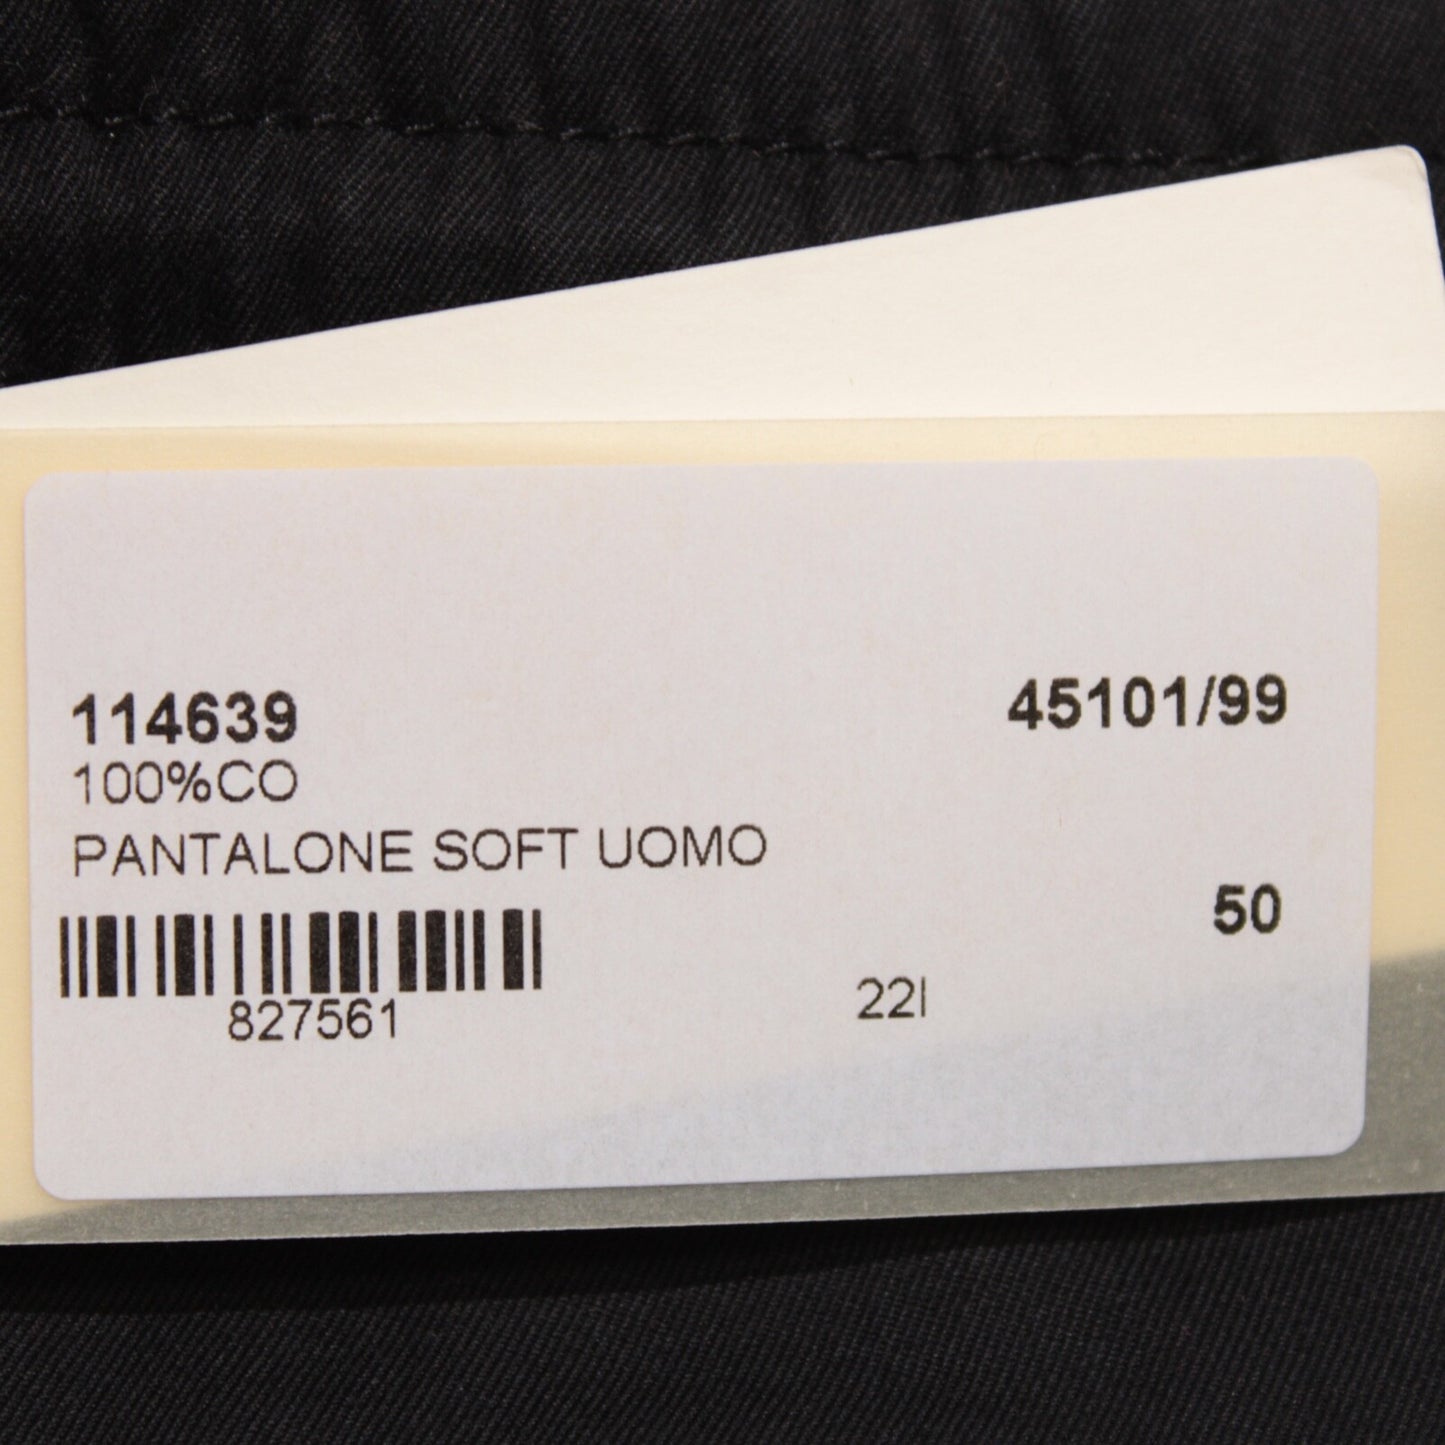 114639 45101/99
100%CO
PANTALONE SOFT UOMO
50
827561 22I